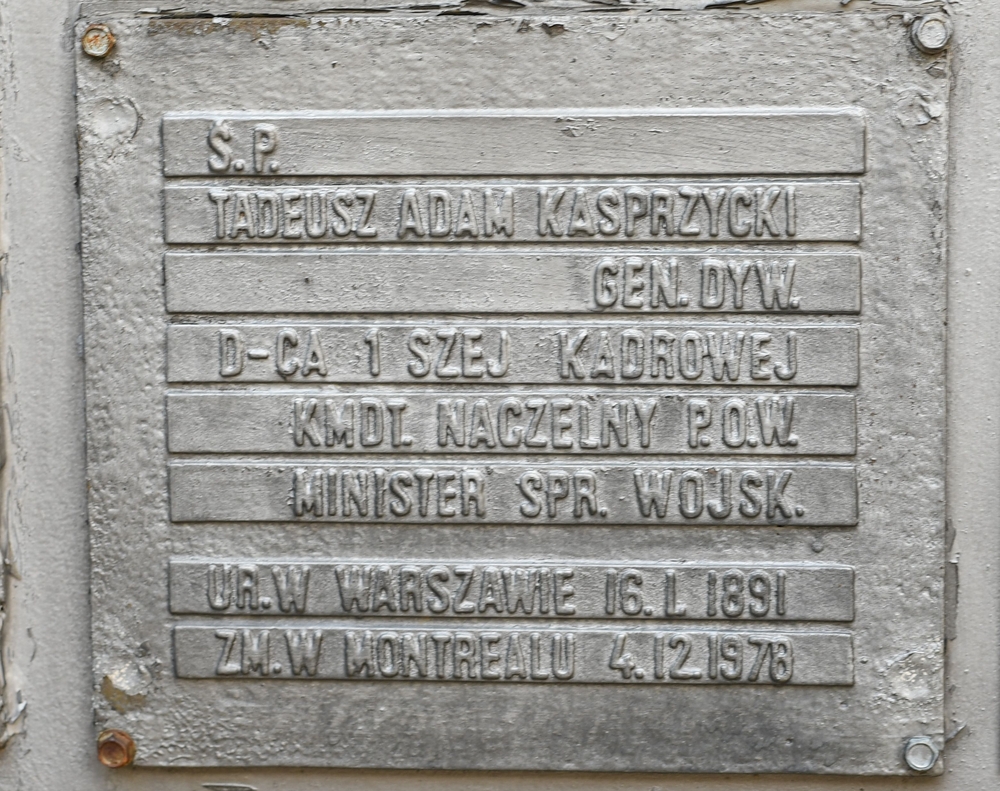 Ś.P.
TADEUSZ ADAM KASPRZYCKI
GEN. DYW.
D-CA 1 SZEJ KADROWEJ
KMDT. NACZELNY P.O.W.
MINISTER SPR. WOJSK.
UR.W WARSZAWIE 16. I. 1891
ZM.W MONTREALU 4.12.1978